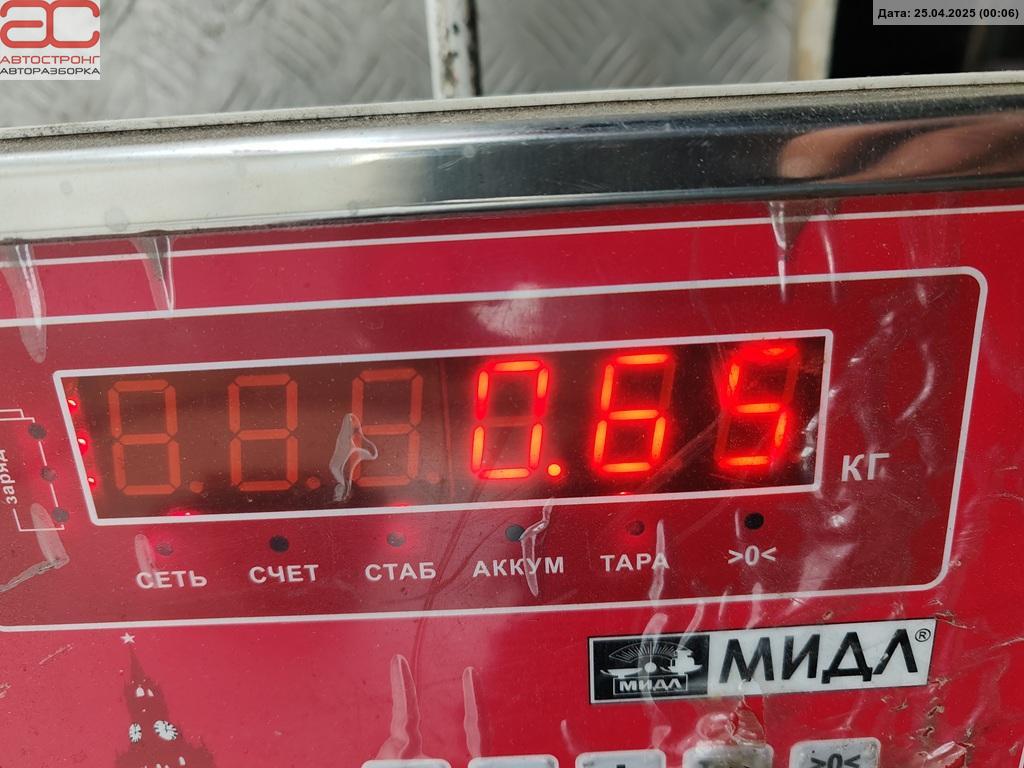 Дата: 25.04.2025 (00:06)
ас
АВТОСТРОНГ
АВТОРАЗБОРКА
0.65
КГ
заряд
СЕТЬ СЧЕТ СТАБ АККУМ ТАРА >0<
МИДЛ МИДЛ®
>0<